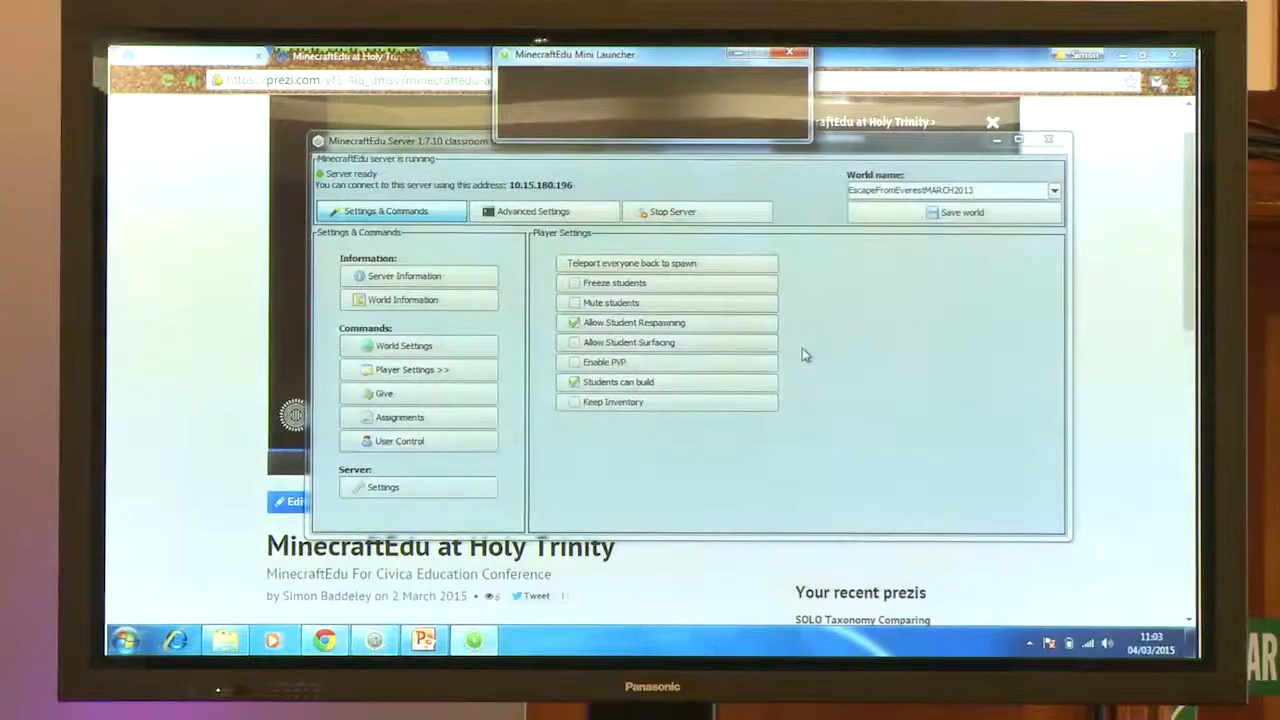 MinecraftEdu at Holy Tri...
MinecraftEdu Mini Launcher
Simon
https://prezi.com
minecraftedu-a
aftEdu at Holy Trinity ›
MinecraftEdu Server 1.7.10 classroom
MinecraftEdu server is running
Server ready
You can connect to this server using this address: 10.15.180.196
World name:
EscapeFromEverestMARCH2013
Settings & Commands
Advanced Settings
Stop Server
Save world
Settings & Commands
Player Settings
Information:
Server Information
World Information
Commands:
World Settings
Player Settings >>
Give
Assignments
User Control
Server:
Settings
Teleport everyone back to spawn
Freeze students
Mute students
Allow Student Respawning
Allow Student Surfacing
Enable PVP
Students can build
Keep Inventory
Edi
MinecraftEdu at Holy Trinity
MinecraftEdu For Civica Education Conference
by Simon Baddeley on 2 March 2015 • 6 Tweet
Your recent prezis
SOLO Taxonomy Comparing
11:03
04/03/2015
Panasonic
AR